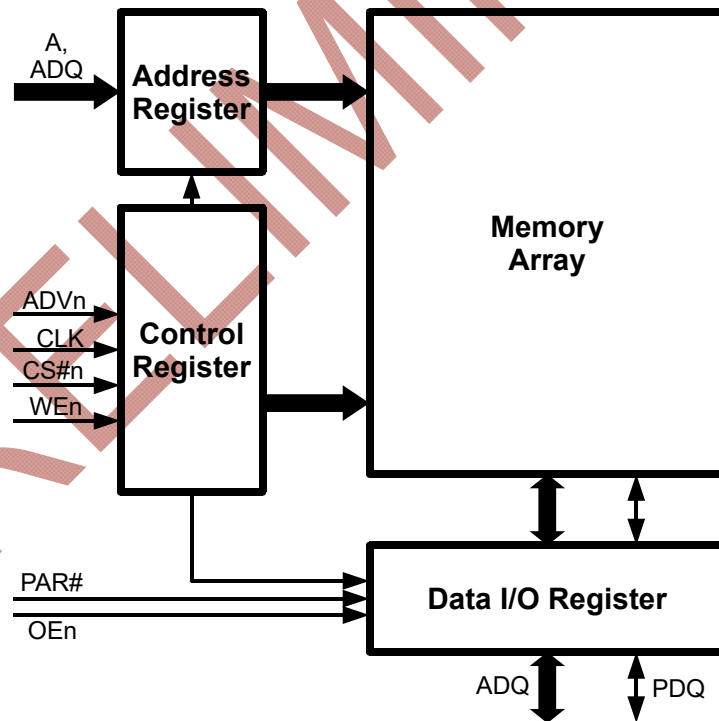 A,
ADQ
Address
Register
Memory
Array
ADVn
CLK
CS#n
WEn
Control
Register
PAR#
OEn
Data I/O Register
ADQ
PDQ